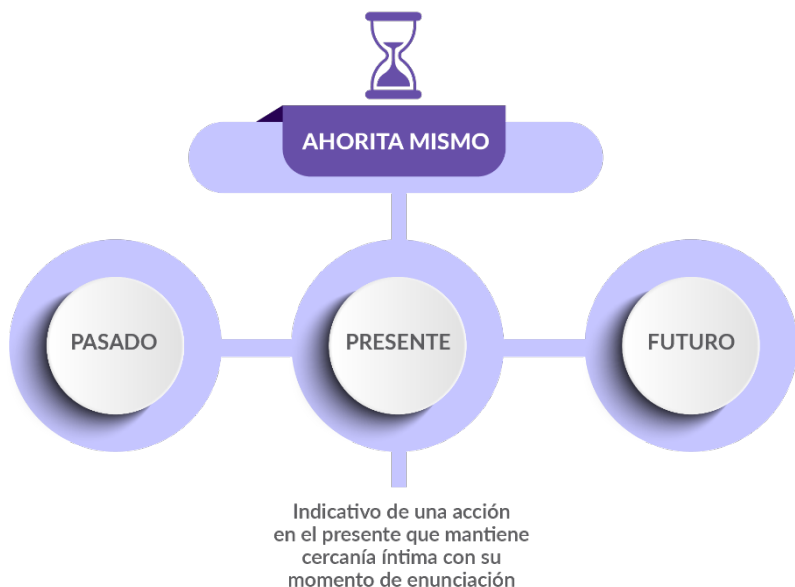 AHORITA MISMO
PASADO
PRESENTE
FUTURO
Indicativo de una acción
en el presente que mantiene
cercanía íntima con su
momento de enunciación